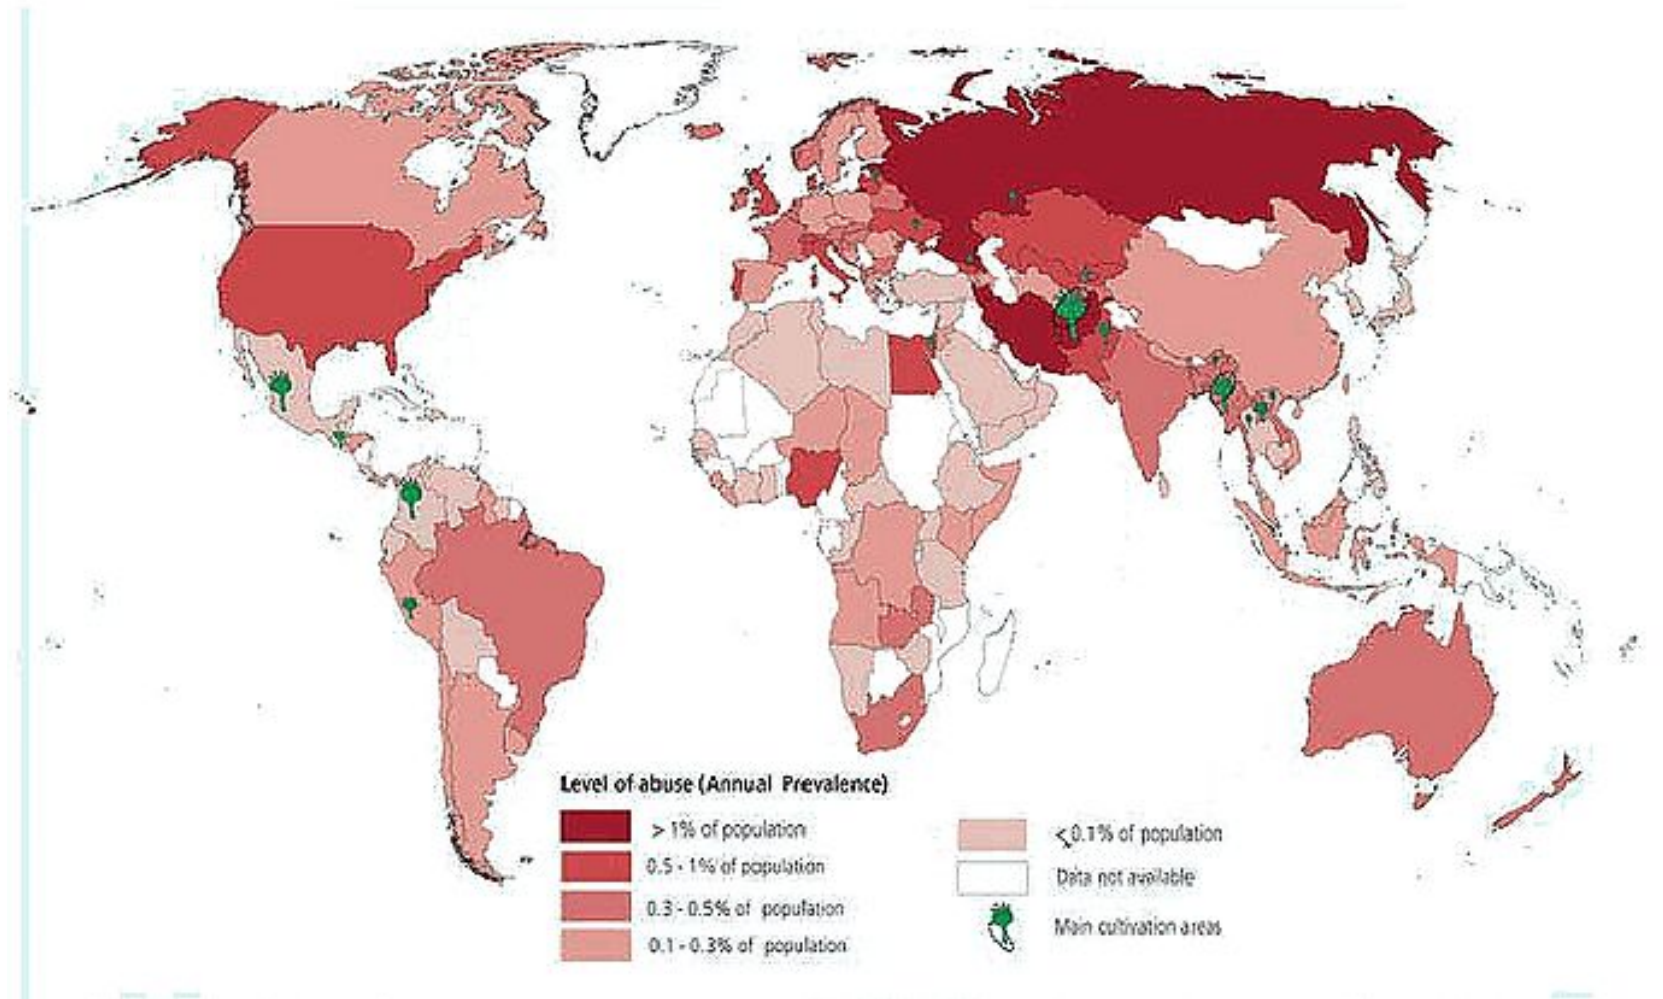 Level of abuse (Annual Prevalence)
> 1% of population
0.5 - 1% of population
0.3 - 0.5% of population
0.1 - 0.3% of population
<0.1% of population
Data not available
Main cultivation areas